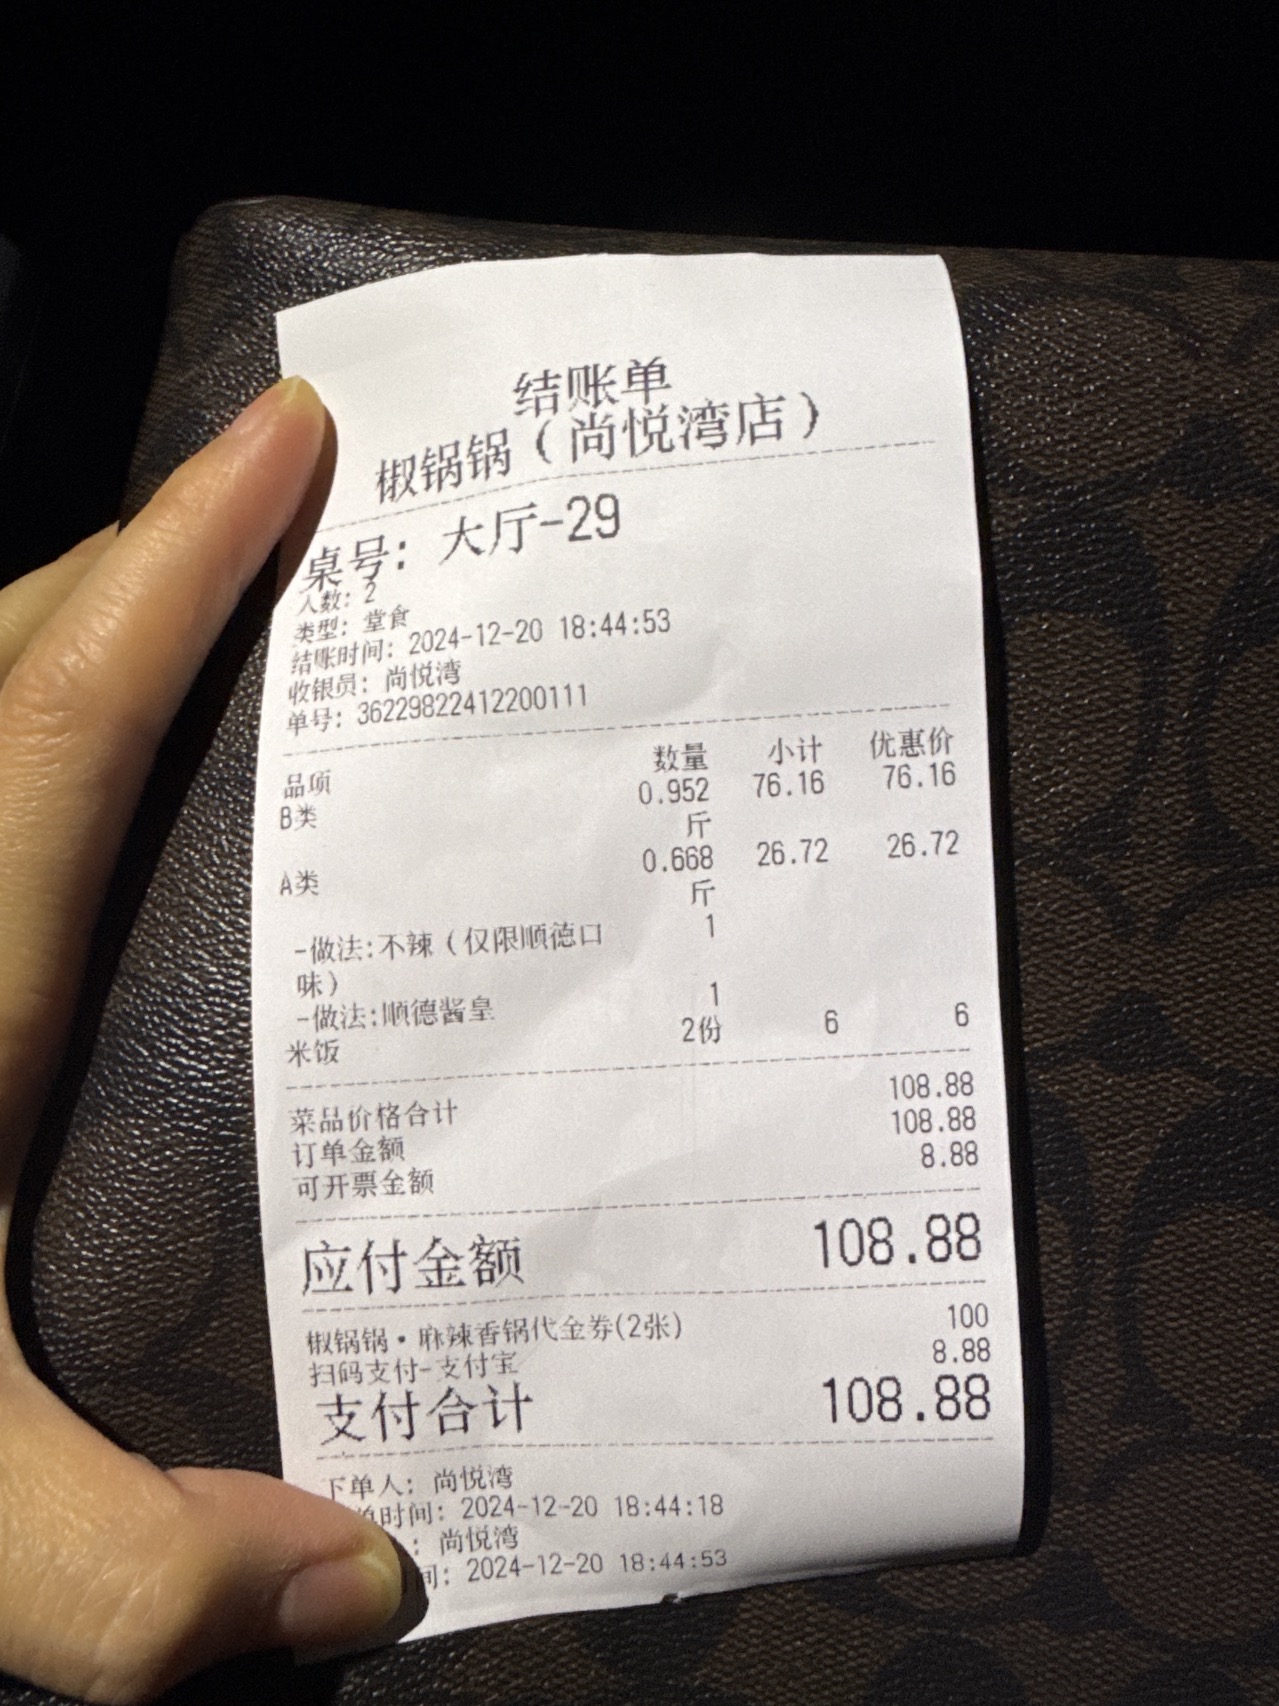 结账单
椒锅锅（尚悦湾店）
桌号：大厅-29
人数：2
类型：堂食
结账时间：2024-12-20 18:44:53
收银员：尚悦湾
单号：36229822412200111
品项 数量 小计 优惠价
B类 0.952 76.16 76.16
斤
A类 0.668 26.72 26.72
斤
-做法:不辣（仅限顺德口 1
味）
-做法:顺德酱皇 1
米饭 2份 6 6
菜品价格合计 108.88
订单金额 108.88
可开票金额 8.88
应付金额 108.88
椒锅锅·麻辣香锅代金券(2张) 100
扫码支付-支付宝 8.88
支付合计 108.88
下单人：尚悦湾
单时间：2024-12-20 18:44:18
：尚悦湾
间：2024-12-20 18:44:53